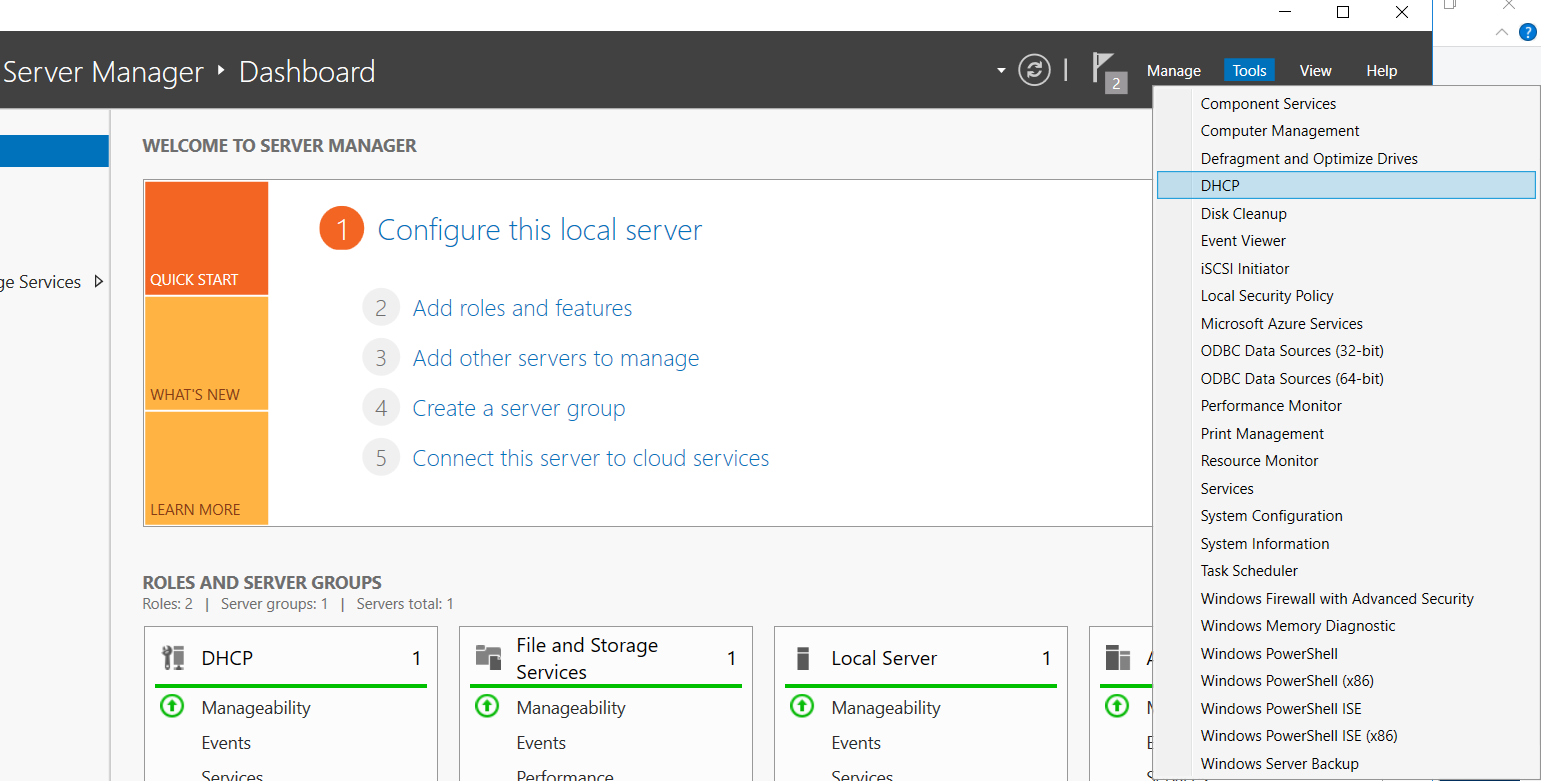 ?
Server Manager Dashboard
2
Manage
Tools
View
Help
ge Services
WELCOME TO SERVER MANAGER
QUICK START
WHAT'S NEW
LEARN MORE
1 Configure this local server
2 Add roles and features
3 Add other servers to manage
4 Create a server group
5 Connect this server to cloud services
ROLES AND SERVER GROUPS
Roles: 2 | Server groups: 1 | Servers total: 1
DHCP 1
Manageability
Events
Services
File and Storage
Services 1
Manageability
Events
Performance
Local Server 1
Manageability
Events
Services
Component Services
Computer Management
Defragment and Optimize Drives
DHCP
Disk Cleanup
Event Viewer
iSCSI Initiator
Local Security Policy
Microsoft Azure Services
ODBC Data Sources (32-bit)
ODBC Data Sources (64-bit)
Performance Monitor
Print Management
Resource Monitor
Services
System Configuration
System Information
Task Scheduler
Windows Firewall with Advanced Security
Windows Memory Diagnostic
Windows PowerShell
Windows PowerShell (x86)
Windows PowerShell ISE
Windows PowerShell ISE (x86)
Windows Server Backup